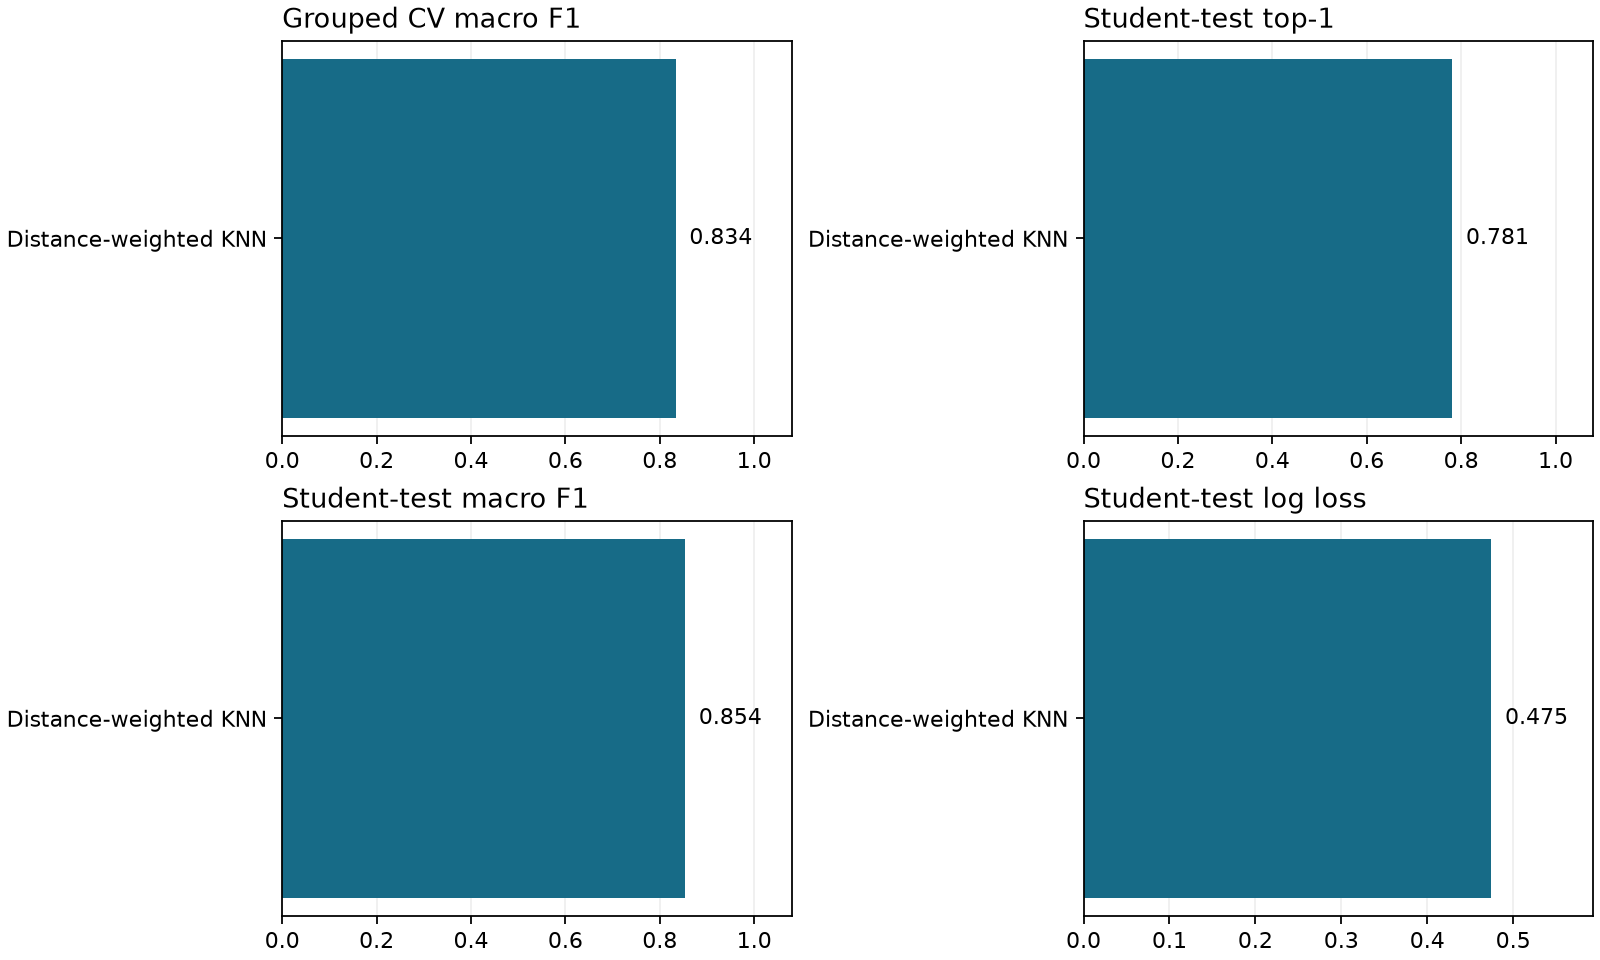 Grouped CV macro F1
Distance-weighted KNN
0.834
0.0 0.2 0.4 0.6 0.8 1.0
Student-test top-1
Distance-weighted KNN
0.781
0.0 0.2 0.4 0.6 0.8 1.0
Student-test macro F1
Distance-weighted KNN
0.854
0.0 0.2 0.4 0.6 0.8 1.0
Student-test log loss
Distance-weighted KNN
0.475
0.0 0.1 0.2 0.3 0.4 0.5